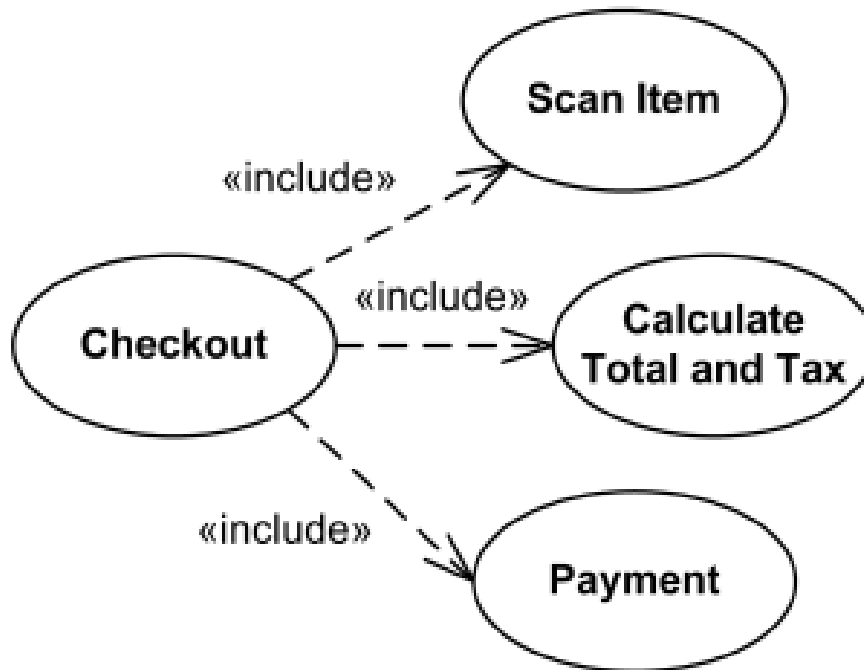 Scan Item
«include»
«include»
Checkout
Calculate
Total and Tax
«include»
Payment